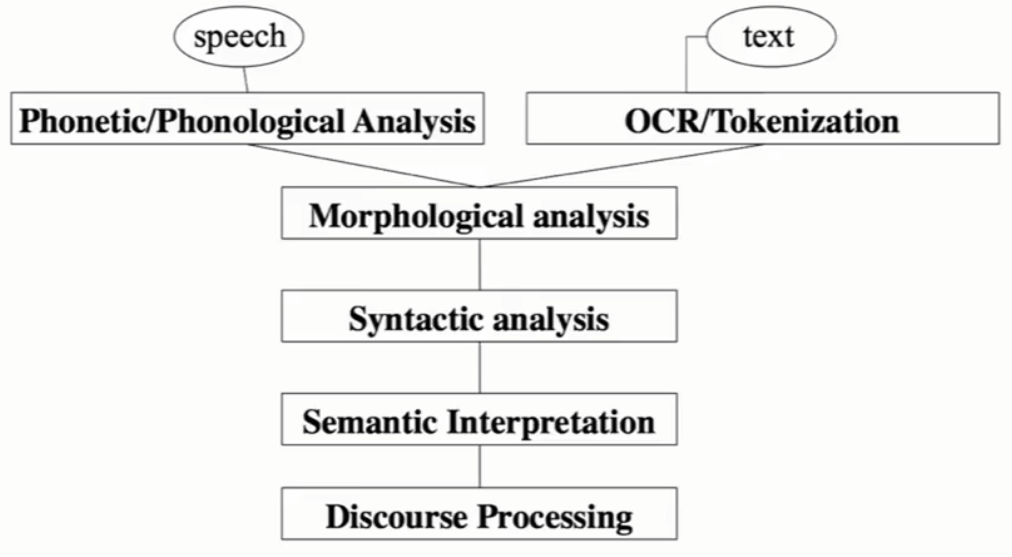 speech
text
Phonetic/Phonological Analysis
OCR/Tokenization
Morphological analysis
Syntactic analysis
Semantic Interpretation
Discourse Processing